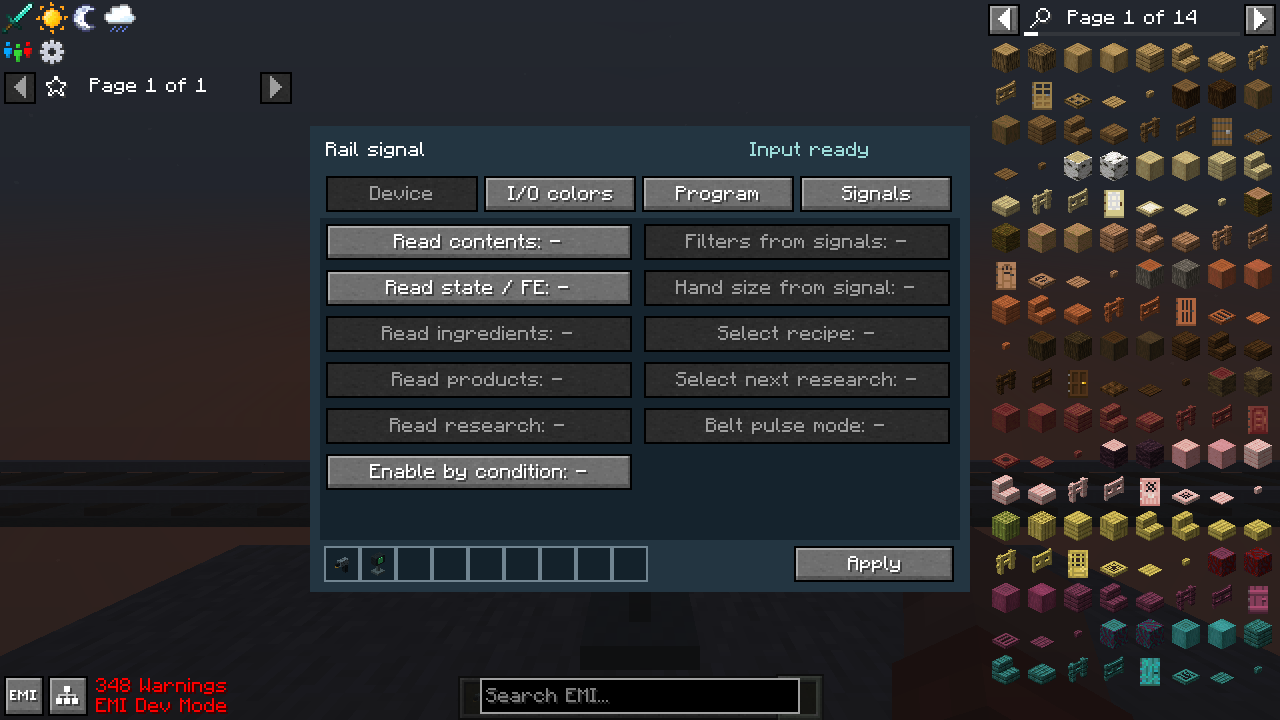 Page 1 of 14
Page 1 of 1
Rail signal
Input ready
Device
I/O colors
Program
Signals
Read contents: –
Filters from signals: –
Read state / FE: –
Hand size from signal: –
Read ingredients: –
Select recipe: –
Read products: –
Select next research: –
Read research: –
Belt pulse mode: –
Enable by condition: –
Apply
EMI
348 Warnings
EMI Dev Mode
Search EMI...